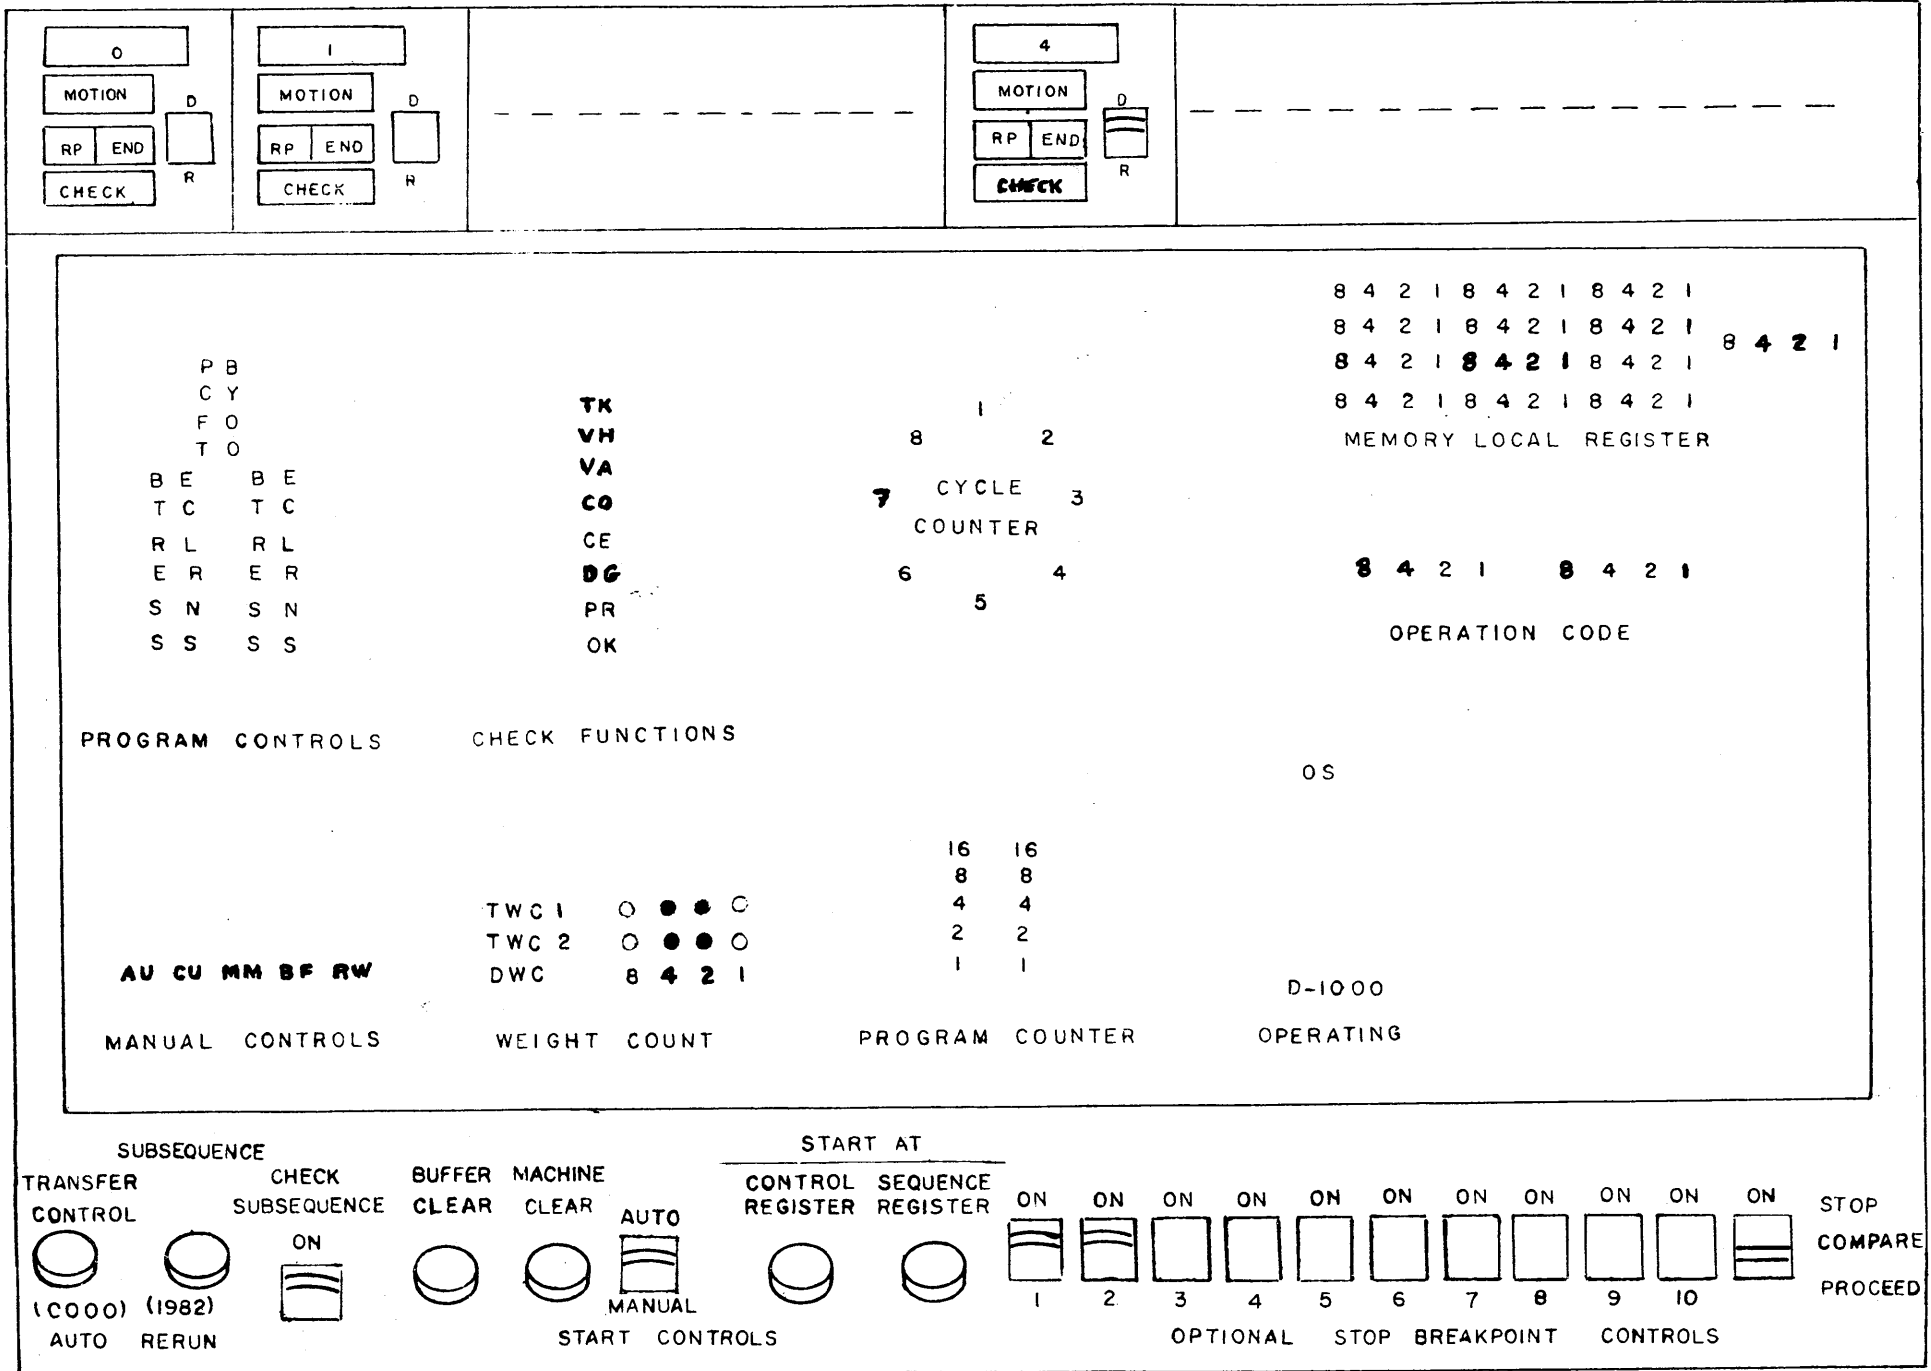 0
MOTION
RP END
CHECK
D
R
1
MOTION
RP END
CHECK
D
R
4
MOTION
RP END
CHECK
D
R
P B
C Y
F O
T O
B E B E
T C T C
R L R L
E R E R
S N S N
S S S S
PROGRAM CONTROLS
TK
VH
VA
CO
CE
DG
PR
OK
CHECK FUNCTIONS
1
8 2
7 CYCLE 3
COUNTER
6 4
5
8 4 2 1 8 4 2 1 8 4 2 1
8 4 2 1 8 4 2 1 8 4 2 1
8 4 2 1 8 4 2 1 8 4 2 1
8 4 2 1 8 4 2 1 8 4 2 1
8 4 2 1
MEMORY LOCAL REGISTER
8 4 2 1 8 4 2 1
OPERATION CODE
OS
AU CU MM BF RW
MANUAL CONTROLS
TWC 1
TWC 2
DWC 8 4 2 1
WEIGHT COUNT
16 16
8 8
4 4
2 2
1 1
PROGRAM COUNTER
D-1000
OPERATING
SUBSEQUENCE
TRANSFER
CONTROL
(C000) (1982)
AUTO RERUN
CHECK
SUBSEQUENCE
ON
BUFFER
CLEAR
MACHINE
CLEAR
AUTO
MANUAL
START CONTROLS
START AT
CONTROL
REGISTER
SEQUENCE
REGISTER
ON ON ON ON ON ON ON ON ON ON ON
1 2 3 4 5 6 7 8 9 10
STOP
COMPARE
PROCEED
OPTIONAL STOP BREAKPOINT CONTROLS